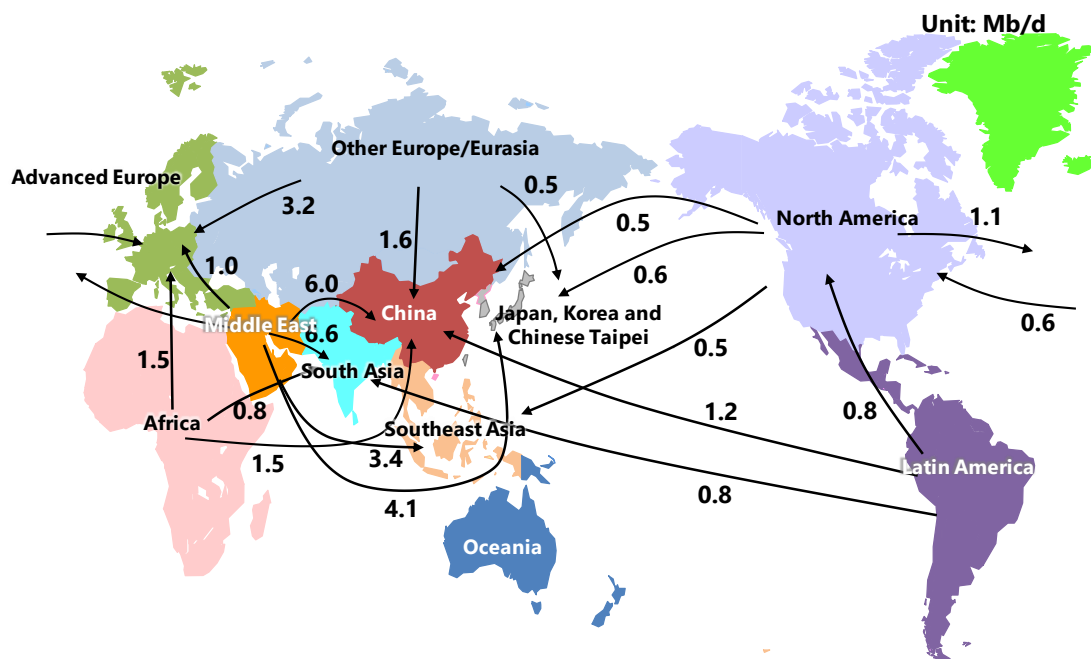 Unit: Mb/d
Other Europe/Eurasia
Advanced Europe
0.5
3.2
North America
1.1
0.5
1.6
1.0
0.6
6.0
China
Japan, Korea and
Chinese Taipei
Middle East
6.6
0.6
0.5
1.5
South Asia
0.8
Africa
1.2
0.8
Southeast Asia
1.5
3.4
Latin America
0.8
4.1
Oceania